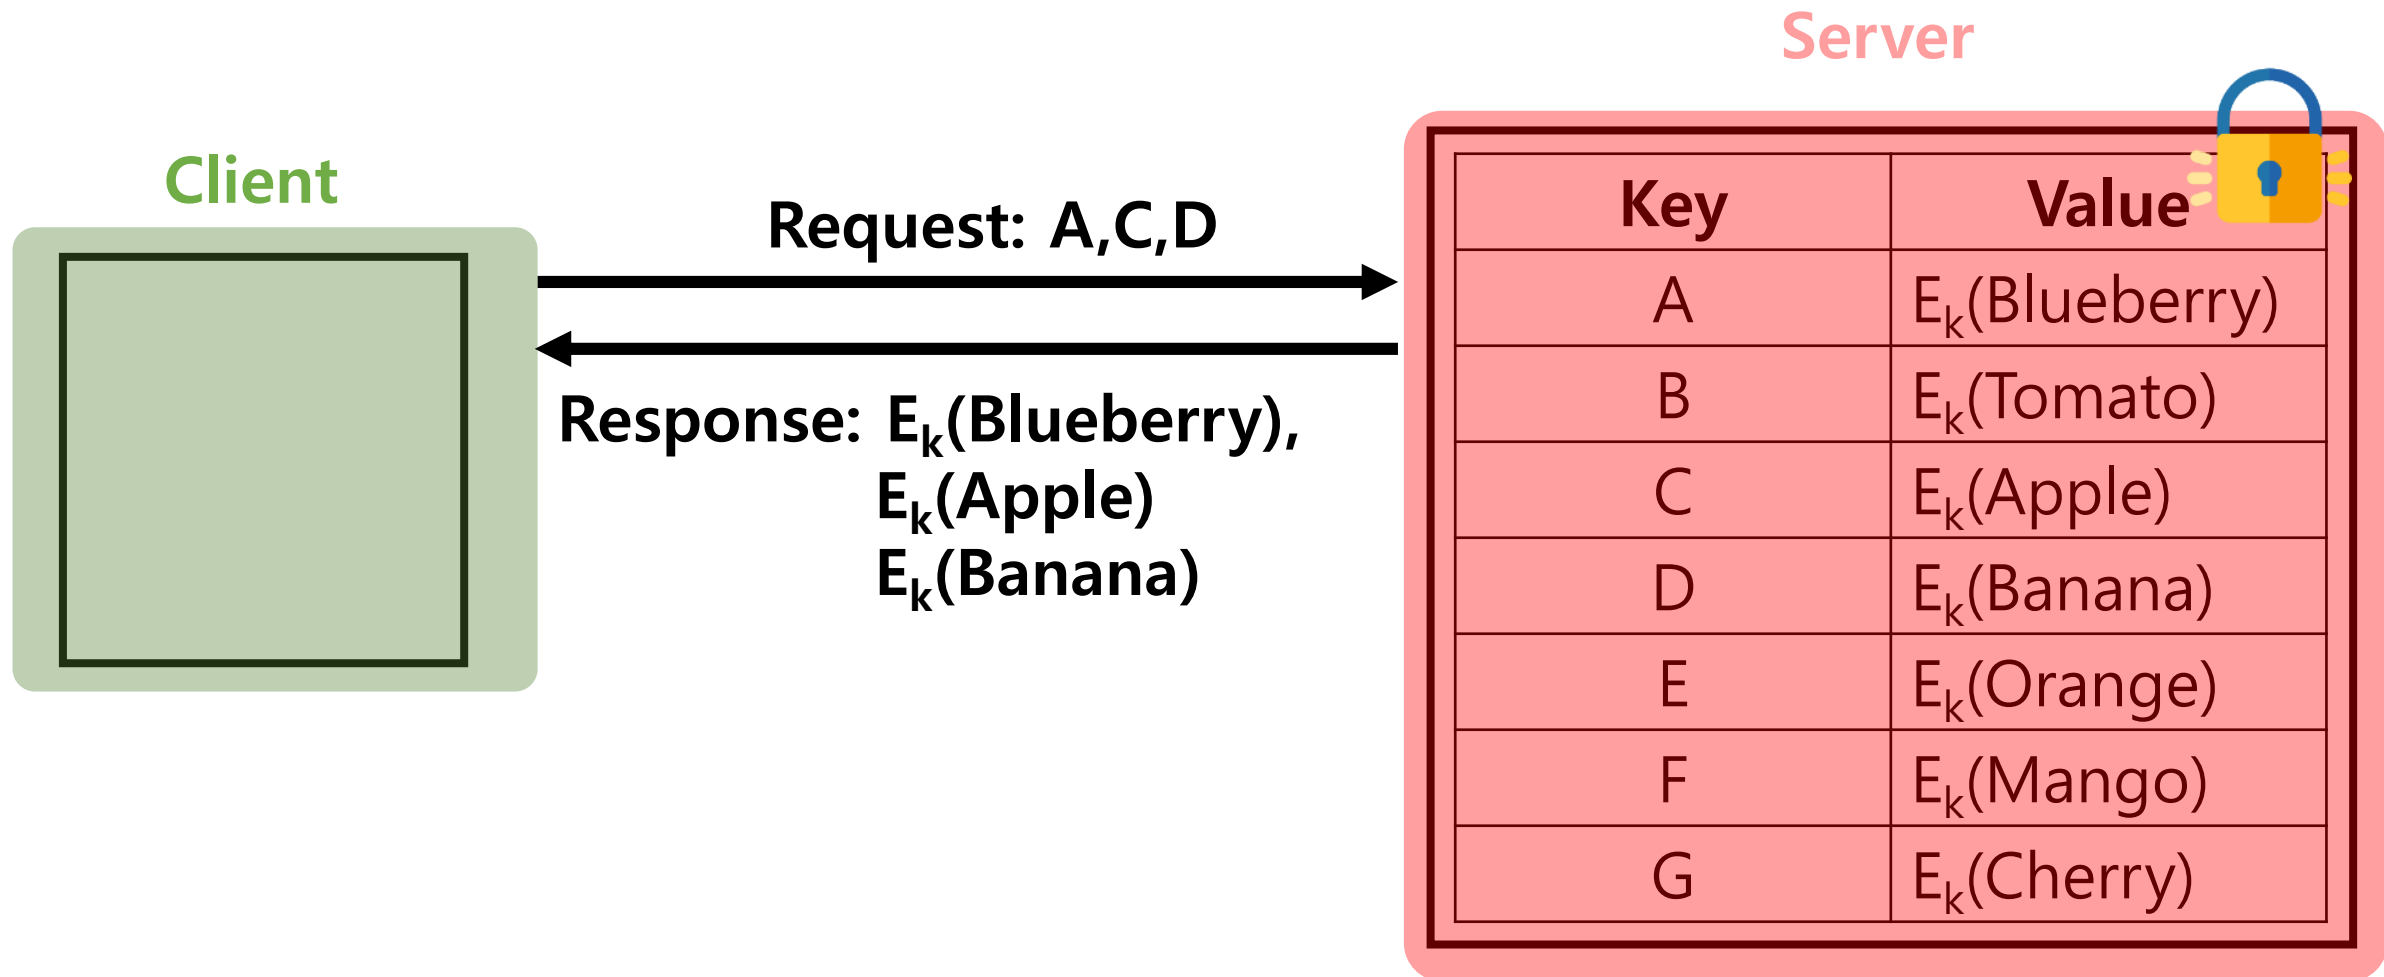 Server
Client
Request: A,C,D
Response: Eₖ(Blueberry),
Eₖ(Apple)
Eₖ(Banana)
Key Value
A Eₖ(Blueberry)
B Eₖ(Tomato)
C Eₖ(Apple)
D Eₖ(Banana)
E Eₖ(Orange)
F Eₖ(Mango)
G Eₖ(Cherry)